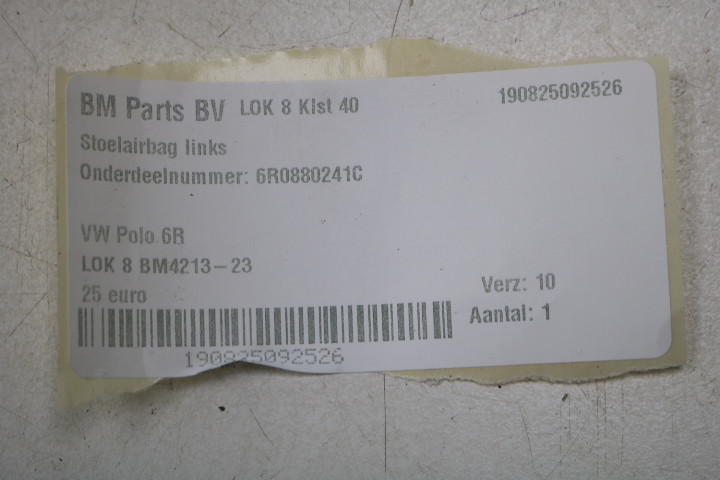 BM Parts BV LOK 8 Klst 40 190825092526
Stoelairbag links
Onderdeelnummer: 6R0880241C
VW Polo 6R
LOK 8 BM4213-23
25 euro
Verz: 10
Aantal: 1
190825092526